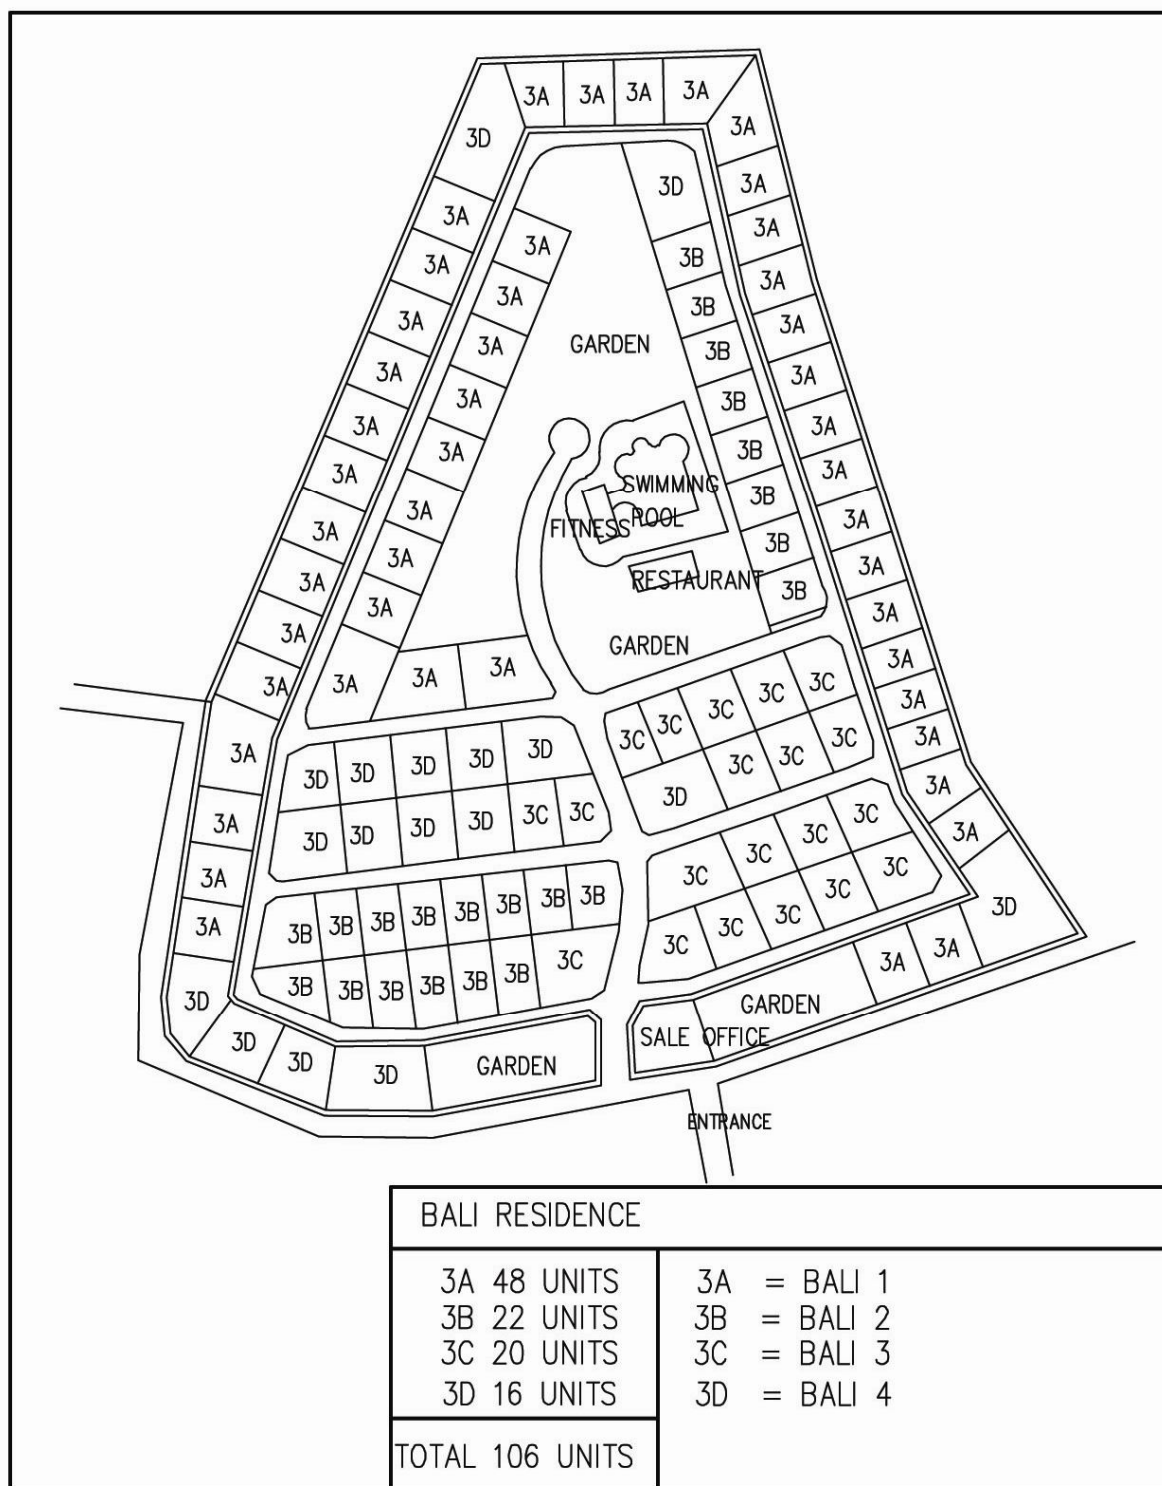 3A 3A 3A 3A
3D 3A
3D 3A
3A 3A
3A 3B 3A
3A 3A 3B 3A
3A 3A 3B 3A
3A 3A GARDEN 3B 3A
3A 3A 3B 3A
3A 3A 3B 3A
3A SWIMMING 3B 3A
3A 3A FITNESS POOL 3B 3A
3A 3A RESTAURANT 3B 3A
3A 3A 3A
3A 3A GARDEN 3A
3A 3A 3A 3C 3C 3C 3C 3C 3A
3A 3D 3D 3D 3D 3D 3D 3C 3C 3C 3A
3A 3D 3D 3D 3D 3C 3C 3C 3C 3C 3C 3A 3A
3A 3B 3B 3B 3B 3B 3B 3B 3B 3C 3C 3C 3C 3C 3D
3A 3B 3B 3B 3B 3B 3B 3C 3A 3A
3D GARDEN
3D 3D 3D GARDEN SALE OFFICE
ENTRANCE
BALI RESIDENCE
3A 48 UNITS
3B 22 UNITS
3C 20 UNITS
3D 16 UNITS
TOTAL 106 UNITS
3A = BALI 1
3B = BALI 2
3C = BALI 3
3D = BALI 4